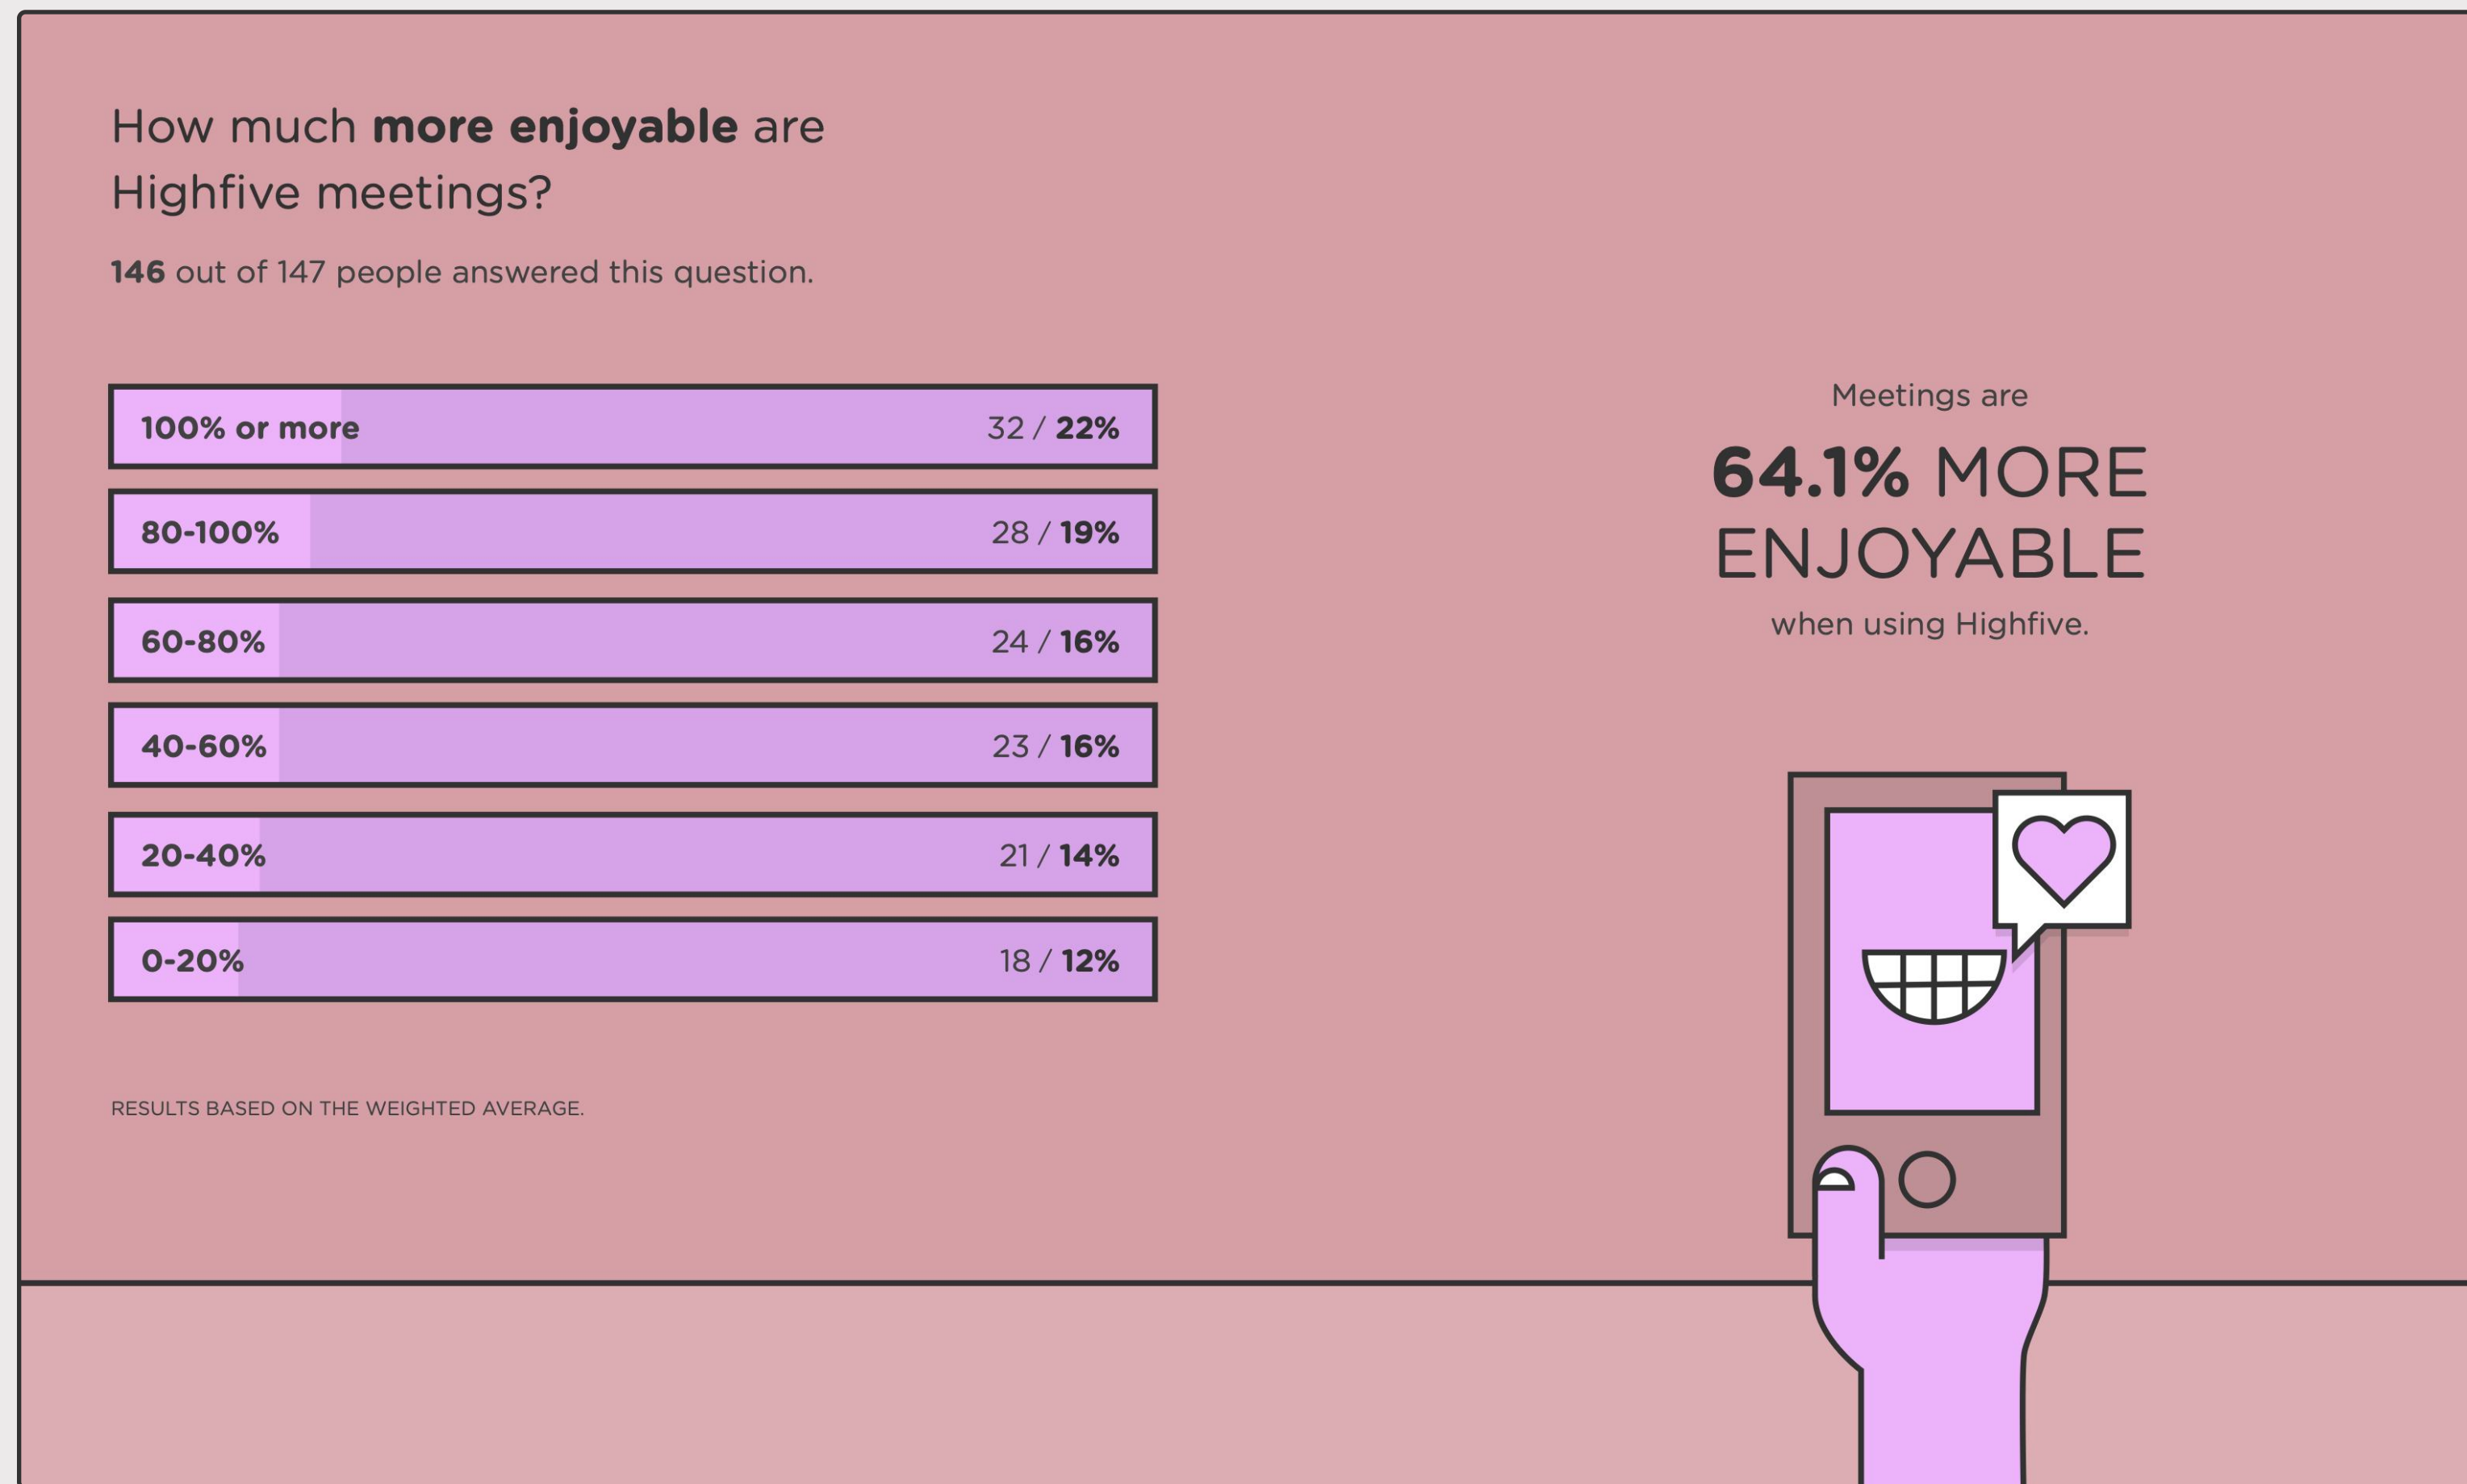 How much more enjoyable are
Highfive meetings?
146 out of 147 people answered this question.
100% or more 32 / 22%
80-100% 28 / 19%
60-80% 24 / 16%
40-60% 23 / 16%
20-40% 21 / 14%
0-20% 18 / 12%
RESULTS BASED ON THE WEIGHTED AVERAGE.
Meetings are
64.1% MORE
ENJOYABLE
when using Highfive.